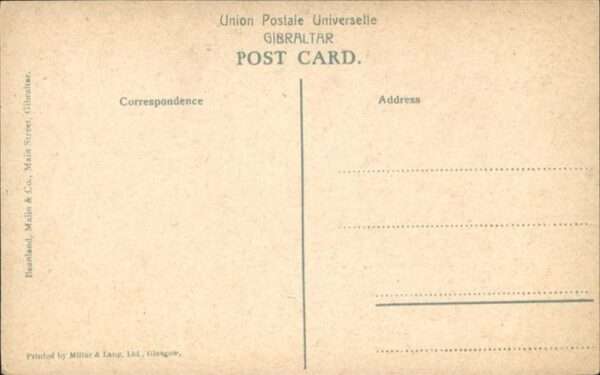 Union Postale Universelle
GIBRALTAR
POST CARD.
Correspondence
Address
Beanland, Malin & Co., Main Street, Gibraltar.
Printed by Millar & Lang, Ltd., Glasgow.